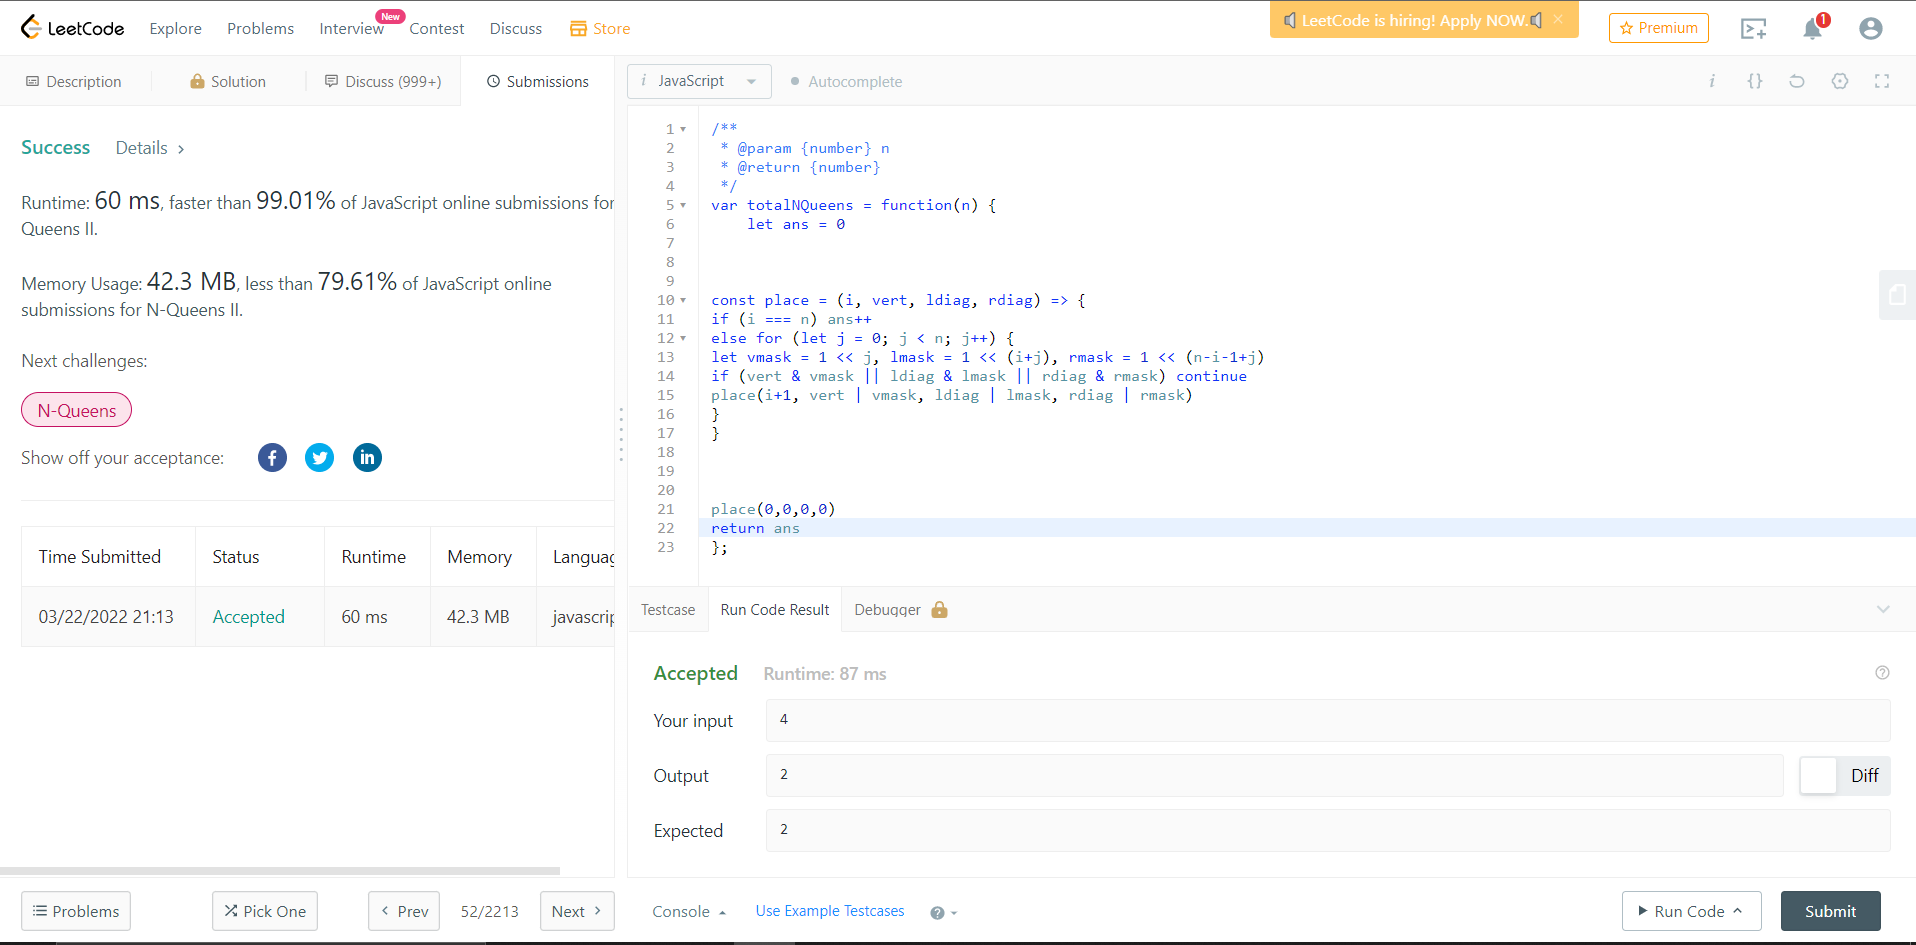 LeetCode Explore Problems Interview New Contest Discuss Store
LeetCode is hiring! Apply NOW. ×
Premium 1
Description Solution Discuss (999+) Submissions
i JavaScript Autocomplete i {}
Success Details >
Runtime: 60 ms, faster than 99.01% of JavaScript online submissions for
Queens II.
Memory Usage: 42.3 MB, less than 79.61% of JavaScript online
submissions for N-Queens II.
Next challenges:
N-Queens
Show off your acceptance: f in
Time Submitted Status Runtime Memory Languag
03/22/2022 21:13 Accepted 60 ms 42.3 MB javascrip
1 /**
2 * @param {number} n
3 * @return {number}
4 */
5 var totalNQueens = function(n) {
6 let ans = 0
7
8
9
10 const place = (i, vert, ldiag, rdiag) => {
11 if (i === n) ans++
12 else for (let j = 0; j < n; j++) {
13 let vmask = 1 << j, lmask = 1 << (i+j), rmask = 1 << (n-i-1+j)
14 if (vert & vmask || ldiag & lmask || rdiag & rmask) continue
15 place(i+1, vert | vmask, ldiag | lmask, rdiag | rmask)
16 }
17 }
18
19
20
21 place(0,0,0,0)
22 return ans
23 };
Testcase Run Code Result Debugger
Accepted Runtime: 87 ms ?
Your input 4
Output 2 Diff
Expected 2
Problems Pick One < Prev 52/2213 Next >
Console Use Example Testcases ? Run Code Submit